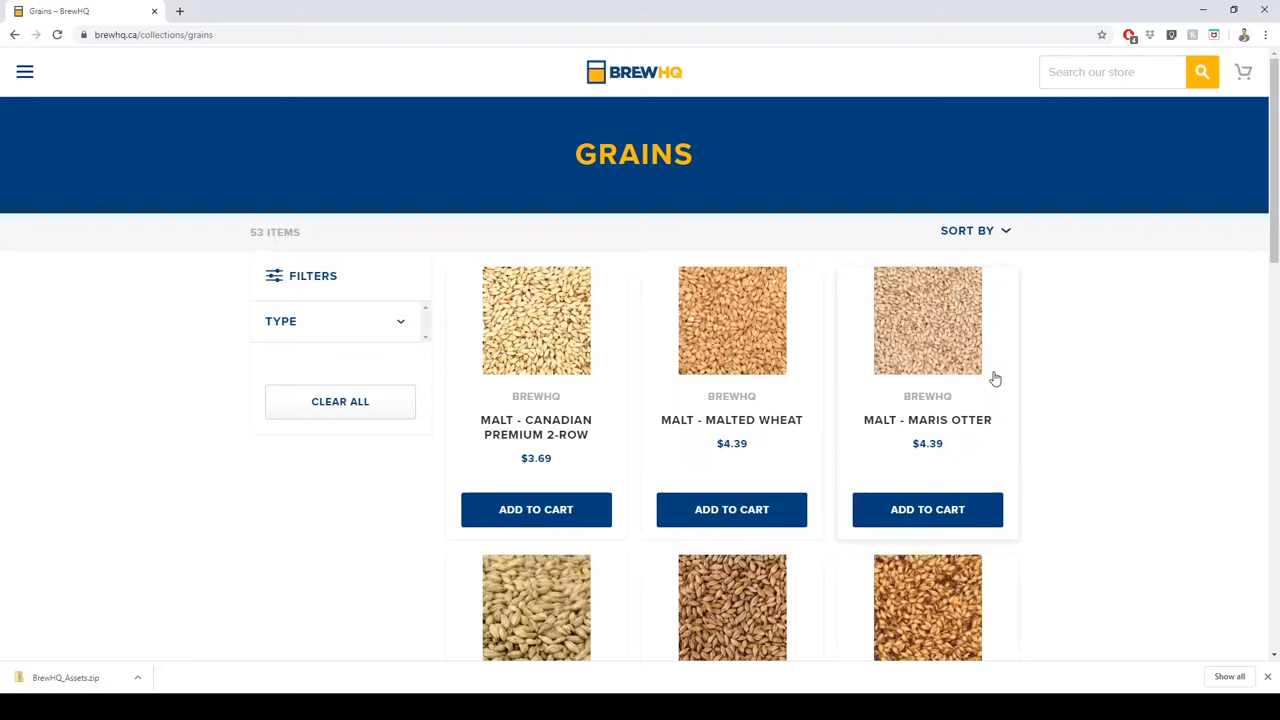 Grains – BrewHQ
brewhq.ca/collections/grains
4
BREWHQ
Search our store
GRAINS
53 ITEMS
SORT BY
FILTERS
TYPE
CLEAR ALL
BREWHQ
MALT - CANADIAN
PREMIUM 2-ROW
$3.69
ADD TO CART
BREWHQ
MALT - MALTED WHEAT
$4.39
ADD TO CART
BREWHQ
MALT - MARIS OTTER
$4.39
ADD TO CART
BrewHQ_Assets.zip
Show all